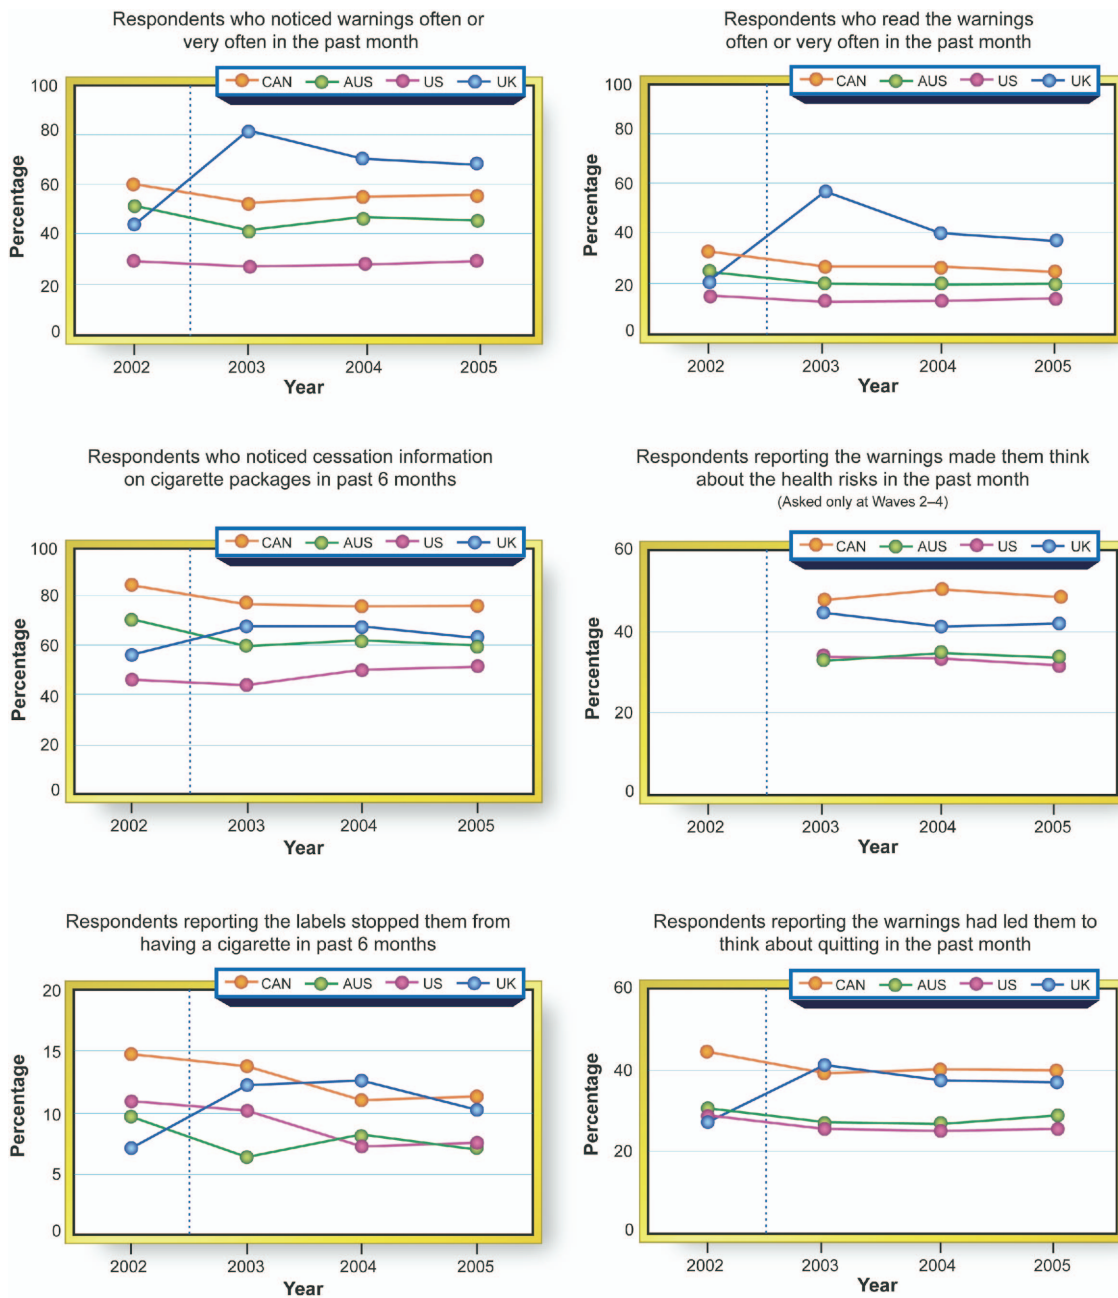 Respondents who noticed warnings often or
very often in the past month
CAN AUS US UK
100
80
60
40
20
0
Percentage
2002 2003 2004 2005
Year
Respondents who read the warnings
often or very often in the past month
CAN AUS US UK
100
80
60
40
20
0
Percentage
2002 2003 2004 2005
Year
Respondents who noticed cessation information
on cigarette packages in past 6 months
CAN AUS US UK
100
80
60
40
20
0
Percentage
2002 2003 2004 2005
Year
Respondents reporting the warnings made them think
about the health risks in the past month
(Asked only at Waves 2–4)
CAN AUS US UK
60
40
20
0
Percentage
2002 2003 2004 2005
Year
Respondents reporting the labels stopped them from
having a cigarette in past 6 months
CAN AUS US UK
20
15
10
5
0
Percentage
2002 2003 2004 2005
Year
Respondents reporting the warnings had led them to
think about quitting in the past month
CAN AUS US UK
60
40
20
0
Percentage
2002 2003 2004 2005
Year